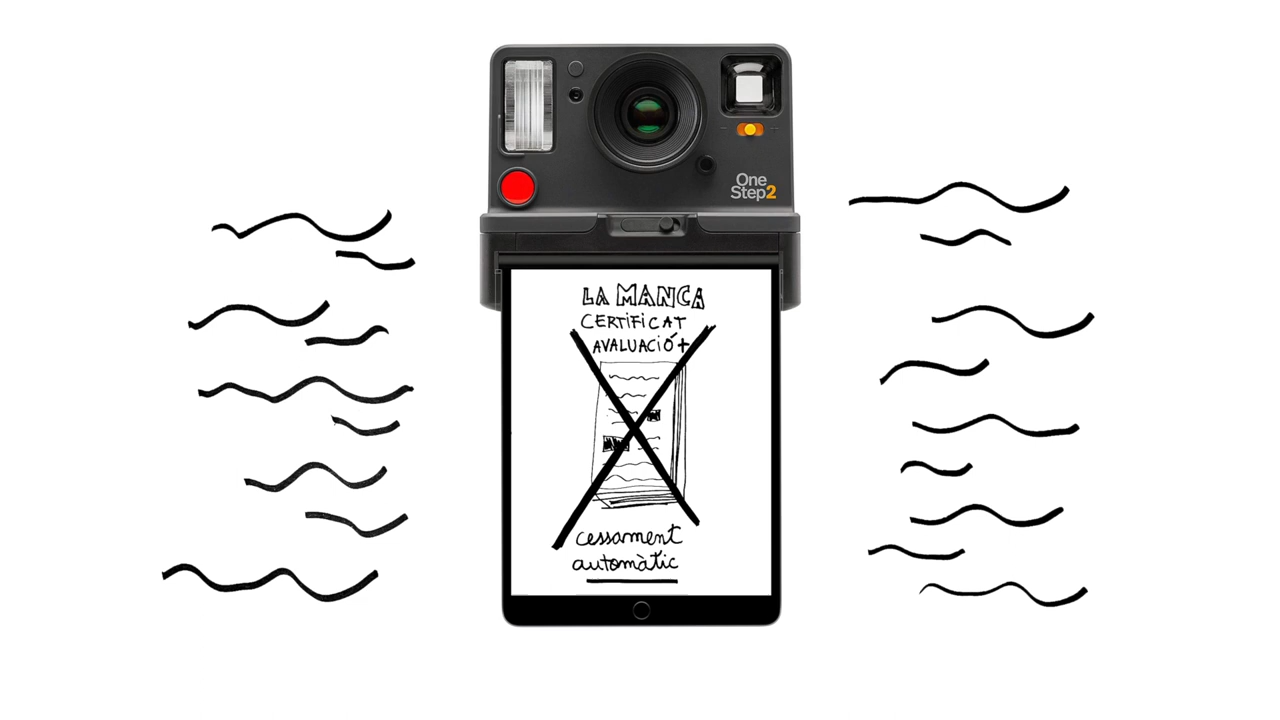 One
Step2
LA MANCA
CERTIFICAT
AVALUACIÓ+
cessament
automàtic